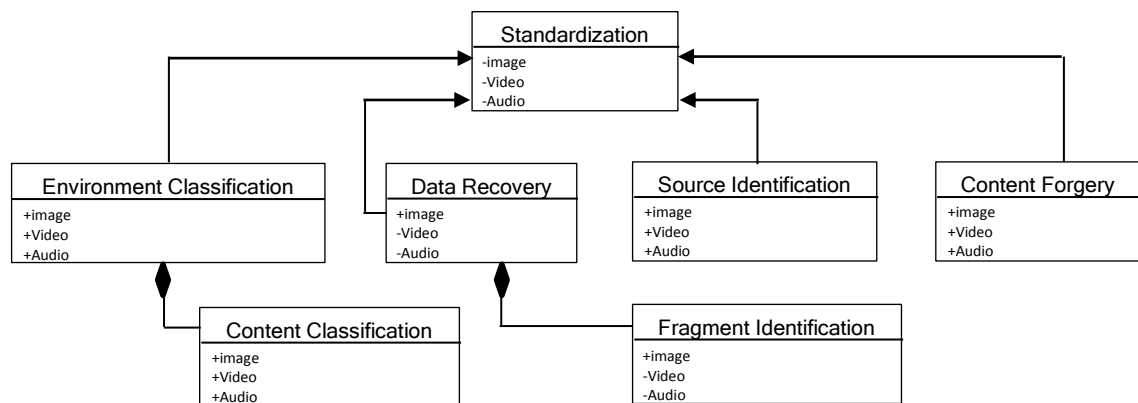 Standardization
-image
-Video
-Audio
Environment Classification
+image
+Video
+Audio
Data Recovery
+image
-Video
-Audio
Source Identification
+image
+Video
+Audio
Content Forgery
+image
+Video
+Audio
Content Classification
+image
+Video
+Audio
Fragment Identification
+image
-Video
-Audio